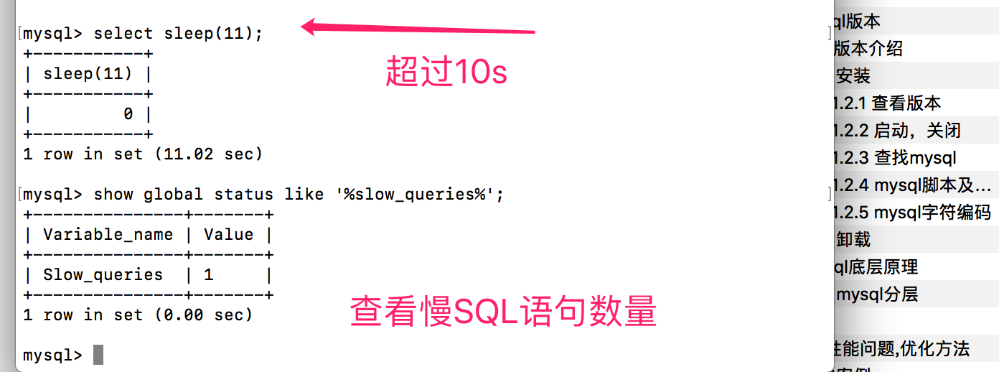 mysql> select sleep(11);
+-----------+
| sleep(11) |
+-----------+
|         0 |
+-----------+
1 row in set (11.02 sec)
超过10s
mysql> show global status like '%slow_queries%';
+---------------+-------+
| Variable_name | Value |
+---------------+-------+
| Slow_queries  | 1     |
+---------------+-------+
1 row in set (0.00 sec)
查看慢SQL语句数量
mysql>
ql版本
版本介绍
安装
1.2.1 查看版本
1.2.2 启动，关闭
1.2.3 查找mysql
1.2.4 mysql脚本及...
1.2.5 mysql字符编码
卸载
ql底层原理
mysql分层
性能问题,优化方法